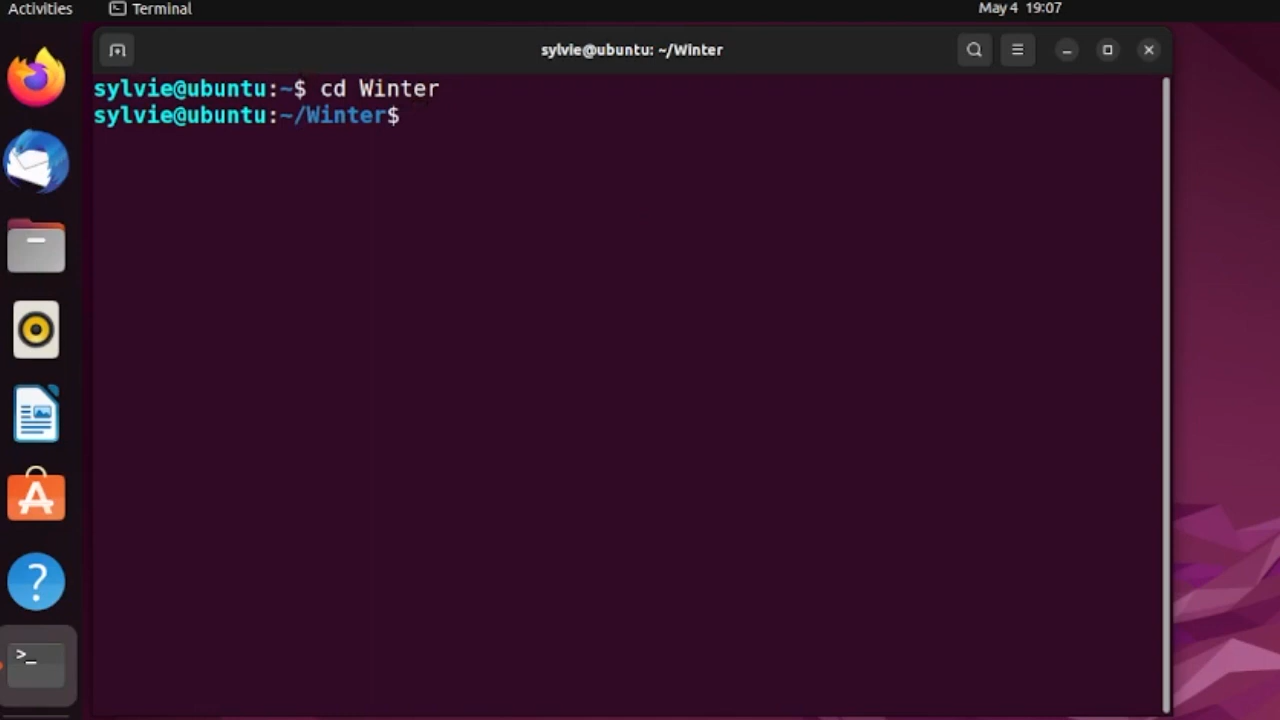 Activities Terminal May 4 19:07
sylvie@ubuntu: ~/Winter
sylvie@ubuntu:~$ cd Winter
sylvie@ubuntu:~/Winter$